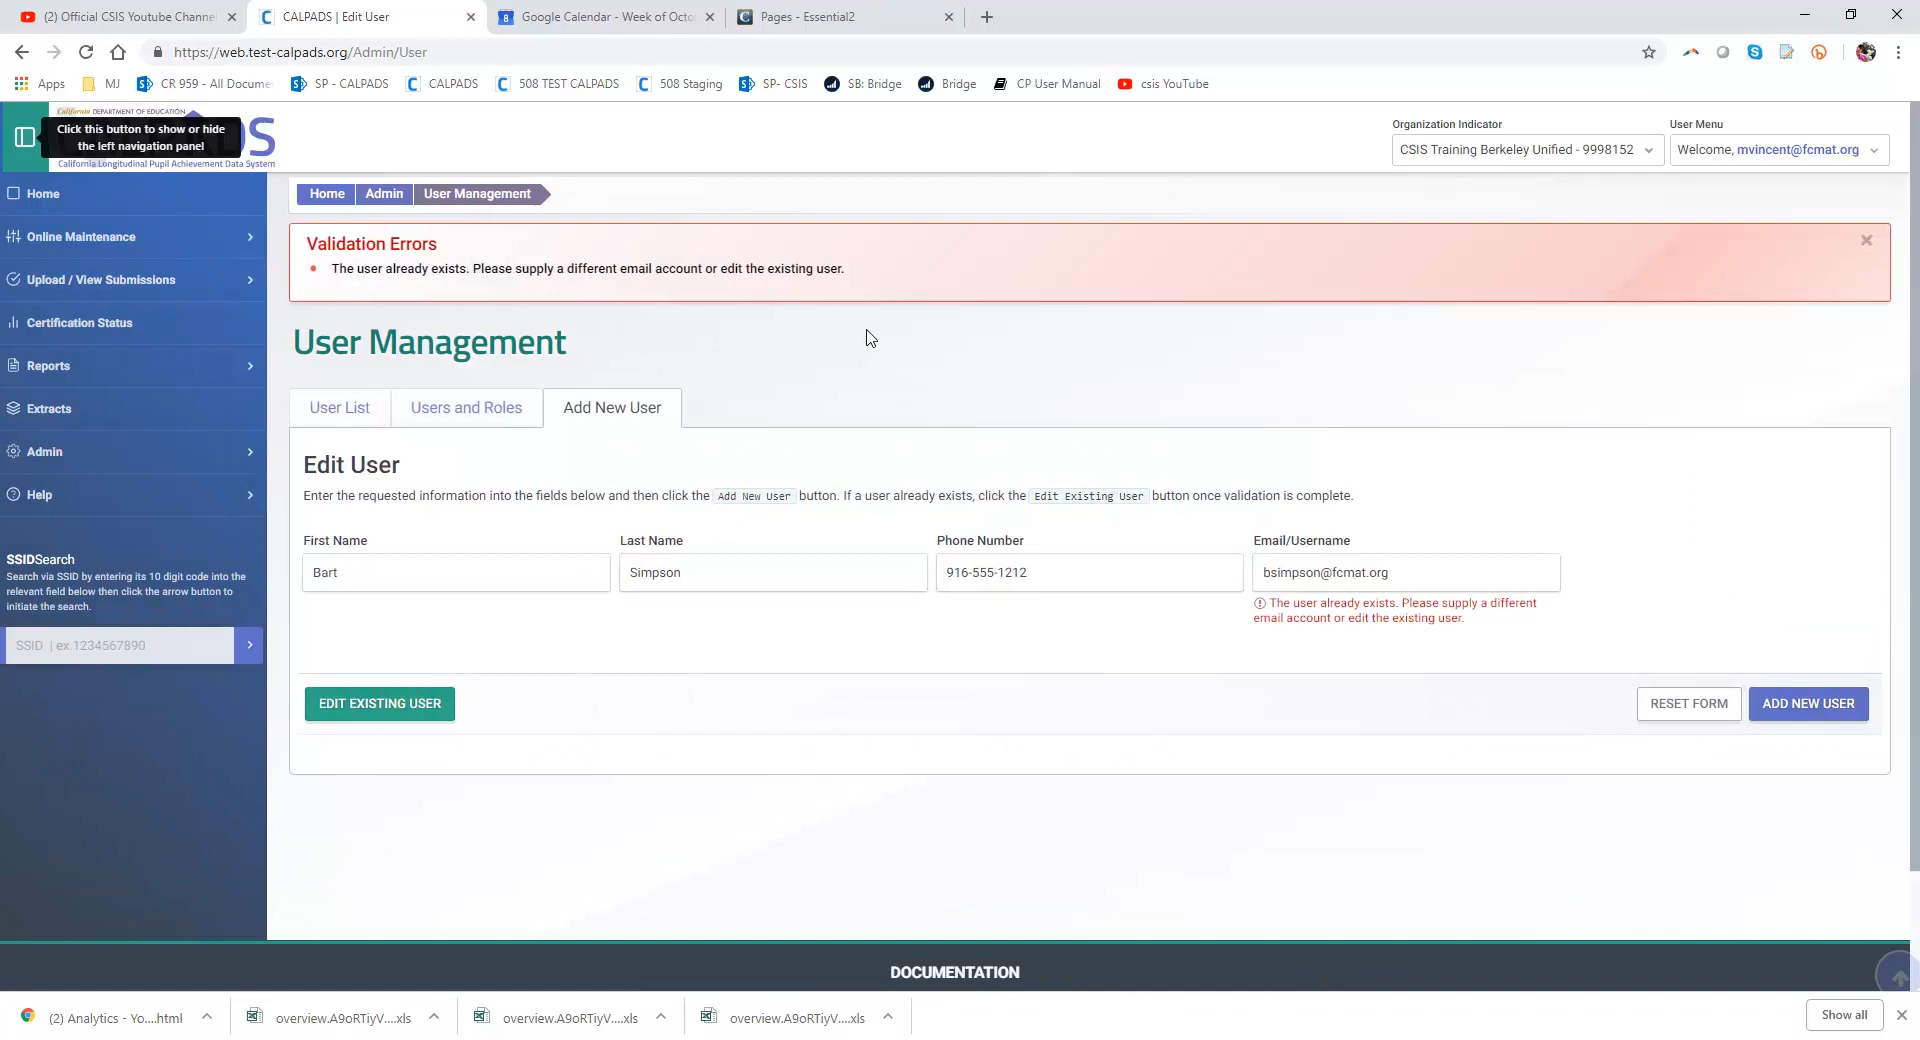 (2) Official CSIS Youtube Channe
CALPADS | Edit User
Google Calendar - Week of Octo
Pages - Essential2
https://web.test-calpads.org/Admin/User
Apps
MJ
CR 959 - All Docume
SP - CALPADS
CALPADS
508 TEST CALPADS
508 Staging
SP- CSIS
SB: Bridge
Bridge
CP User Manual
csis YouTube
California DEPARTMENT OF EDUCATION
Click this button to show or hide
the left navigation panel
California Longitudinal Pupil Achievement Data System
Organization Indicator
User Menu
CSIS Training Berkeley Unified - 9998152
Welcome, mvincent@fcmat.org
Home
Online Maintenance
Upload / View Submissions
Certification Status
Reports
Extracts
Admin
Help
SSIDSearch
Search via SSID by entering its 10 digit code into the
relevant field below then click the arrow button to
initiate the search.
SSID | ex.1234567890
Home
Admin
User Management
Validation Errors
The user already exists. Please supply a different email account or edit the existing user.
User Management
User List
Users and Roles
Add New User
Edit User
Enter the requested information into the fields below and then click the Add New User button. If a user already exists, click the Edit Existing User button once validation is complete.
First Name
Last Name
Phone Number
Email/Username
Bart
Simpson
916-555-1212
bsimpson@fcmat.org
The user already exists. Please supply a different
email account or edit the existing user.
EDIT EXISTING USER
RESET FORM
ADD NEW USER
DOCUMENTATION
(2) Analytics - Yo....html
overview.A9oRTiyV....xls
overview.A9oRTiyV....xls
overview.A9oRTiyV....xls
Show all